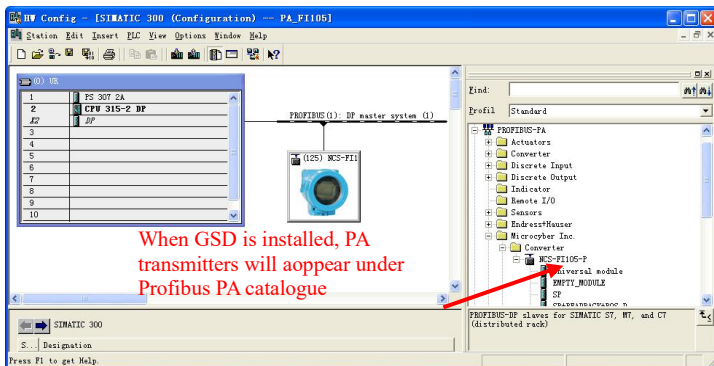 HW Config - [SIMATIC 300 (Configuration) -- PA_FI105]
Station Edit Insert PLC View Options Window Help
(0) UR
1 PS 307 2A
2 CPU 315-2 DP
X2 DP
3
4
5
6
7
8
9
10
PROFIBUS(1): DP master system (1)
(125) NCS-FI1
When GSD is installed, PA
transmitters will aoppear under
Profibus PA catalogue
Find:
Profil Standard
PROFIBUS-PA
Actuators
Converter
Discrete Input
Discrete Output
Indicator
Remote I/O
Sensors
Endress+Hauser
Microcyber Inc.
Converter
NCS-FI105-P
Universal module
EMPTY_MODULE
SP
PROFIBUS-DP slaves for SIMATIC S7, M7, and C7
(distributed rack)
SIMATIC 300
S... Designation
Press F1 to get Help.